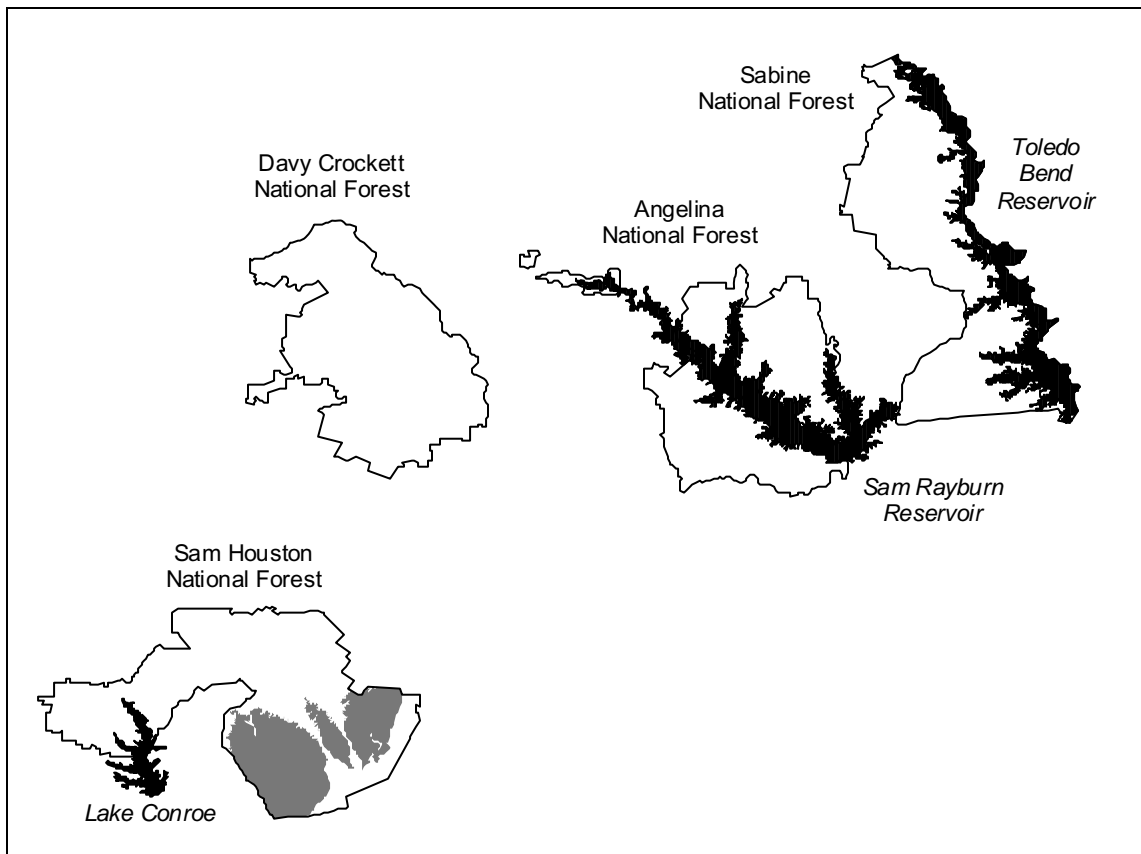 Sabine
National Forest
Toledo
Bend
Reservoir
Davy Crockett
National Forest
Angelina
National Forest
Sam Rayburn
Reservoir
Sam Houston
National Forest
Lake Conroe